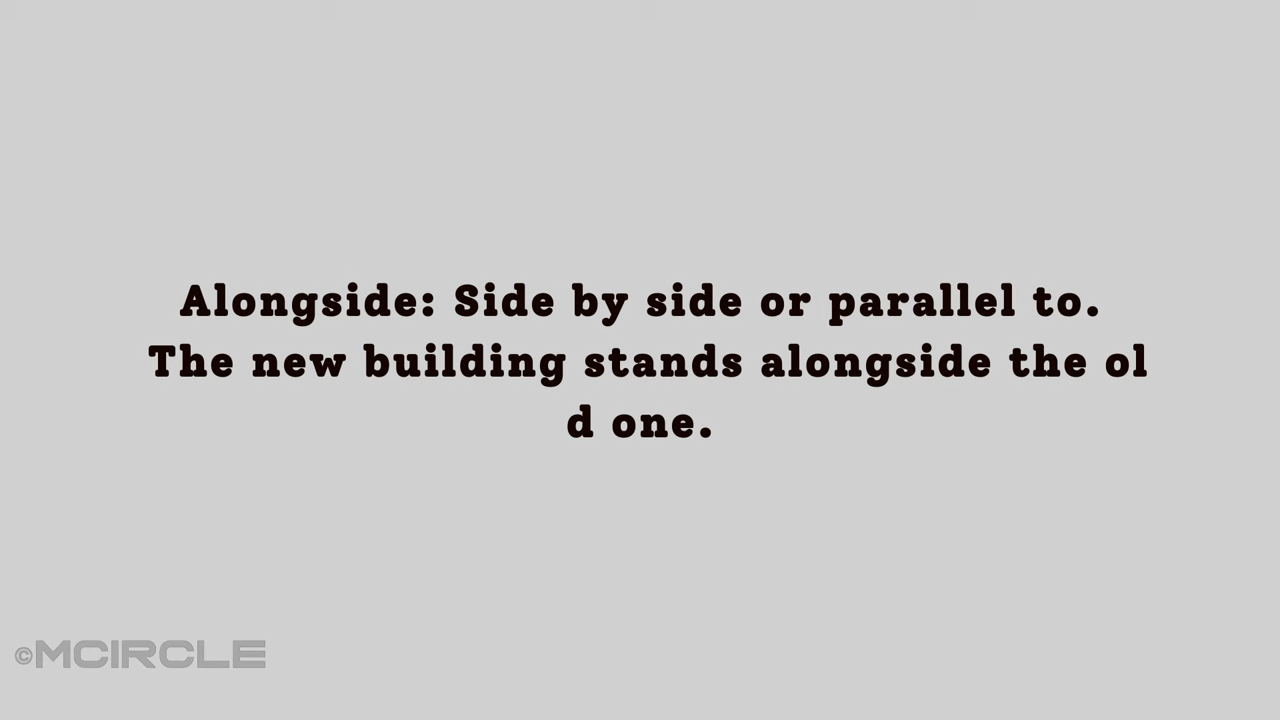 Alongside: Side by side or parallel to.
The new building stands alongside the ol
d one.
©MCIRCLE